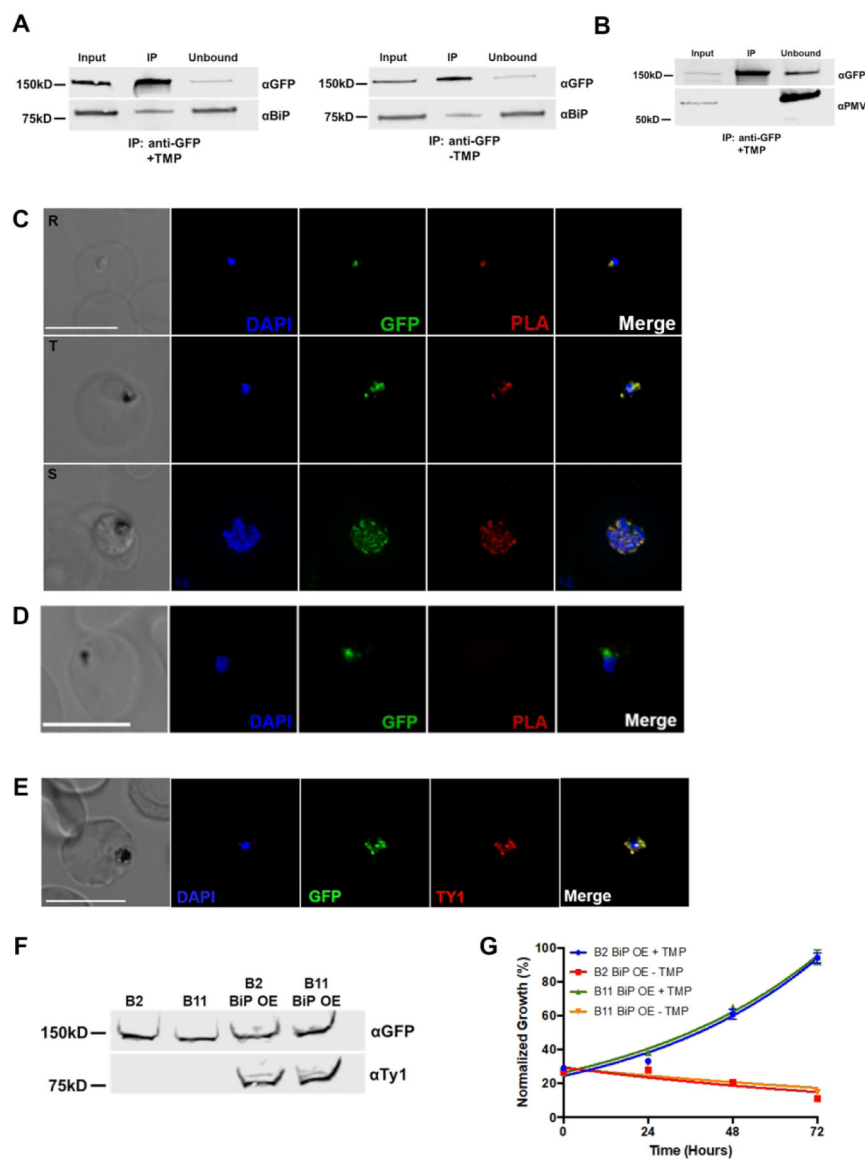 A
Input IP Unbound
150kD
αGFP
75kD
αBiP
IP: anti-GFP
+TMP
Input IP Unbound
150kD
αGFP
75kD
αBiP
IP: anti-GFP
-TMP
B
Input IP Unbound
150kD
αGFP
αPMV
50kD
IP: anti-GFP
+TMP
C
R
DAPI GFP PLA Merge
T
S
D
DAPI GFP PLA Merge
E
DAPI GFP TY1 Merge
F
B2 B11 B2 BiP OE B11 BiP OE
150kD
αGFP
75kD
αTy1
G
Normalized Growth (%)
100
80
60
40
20
0
B2 BiP OE + TMP
B2 BiP OE - TMP
B11 BiP OE + TMP
B11 BiP OE - TMP
0 24 48 72
Time (Hours)